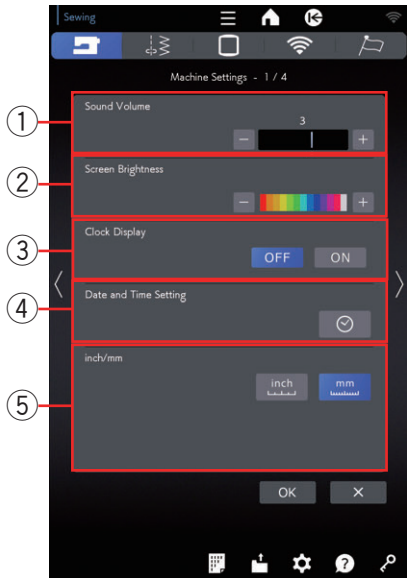 Sewing
Machine Settings - 1 / 4
① Sound Volume
3
− +
② Screen Brightness
− +
③ Clock Display
OFF ON
④ Date and Time Setting
⑤ inch/mm
inch mm
OK ×
?